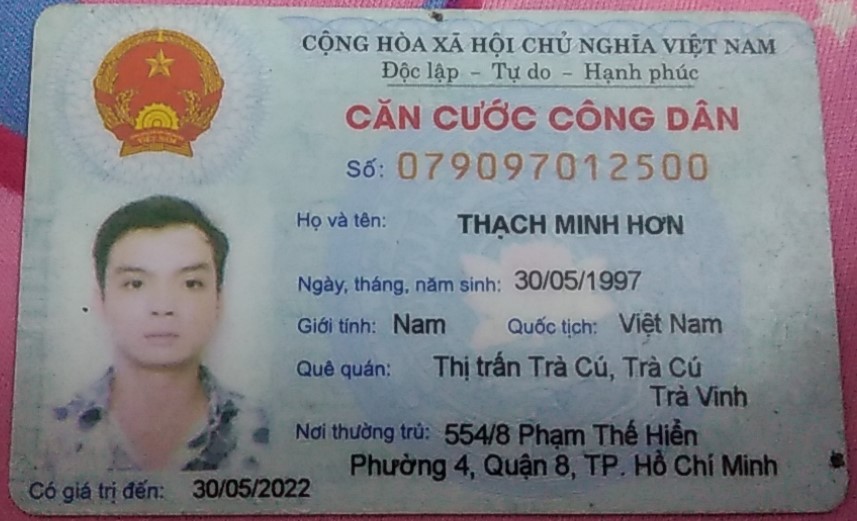 CỘNG HÒA XÃ HỘI CHỦ NGHĨA VIỆT NAM
Độc lập - Tự do - Hạnh phúc
CĂN CƯỚC CÔNG DÂN
Số: 079097012500
Họ và tên: THẠCH MINH HƠN
Ngày, tháng, năm sinh: 30/05/1997
Giới tính: Nam Quốc tịch: Việt Nam
Quê quán: Thị trấn Trà Cú, Trà Cú
Trà Vinh
Nơi thường trú: 554/8 Phạm Thế Hiển
Phường 4, Quận 8, TP. Hồ Chí Minh
Có giá trị đến: 30/05/2022